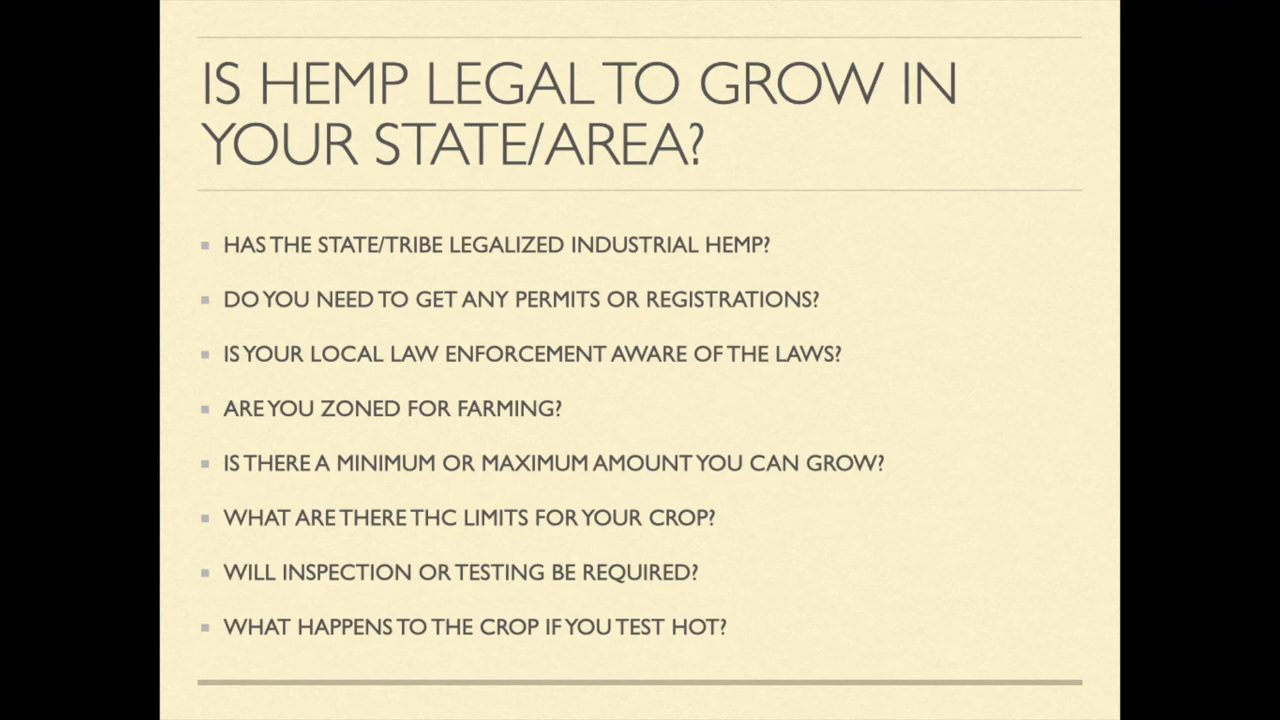 IS HEMP LEGAL TO GROW IN
YOUR STATE/AREA?
HAS THE STATE/TRIBE LEGALIZED INDUSTRIAL HEMP?
DO YOU NEED TO GET ANY PERMITS OR REGISTRATIONS?
IS YOUR LOCAL LAW ENFORCEMENT AWARE OF THE LAWS?
ARE YOU ZONED FOR FARMING?
IS THERE A MINIMUM OR MAXIMUM AMOUNT YOU CAN GROW?
WHAT ARE THERE THC LIMITS FOR YOUR CROP?
WILL INSPECTION OR TESTING BE REQUIRED?
WHAT HAPPENS TO THE CROP IF YOU TEST HOT?